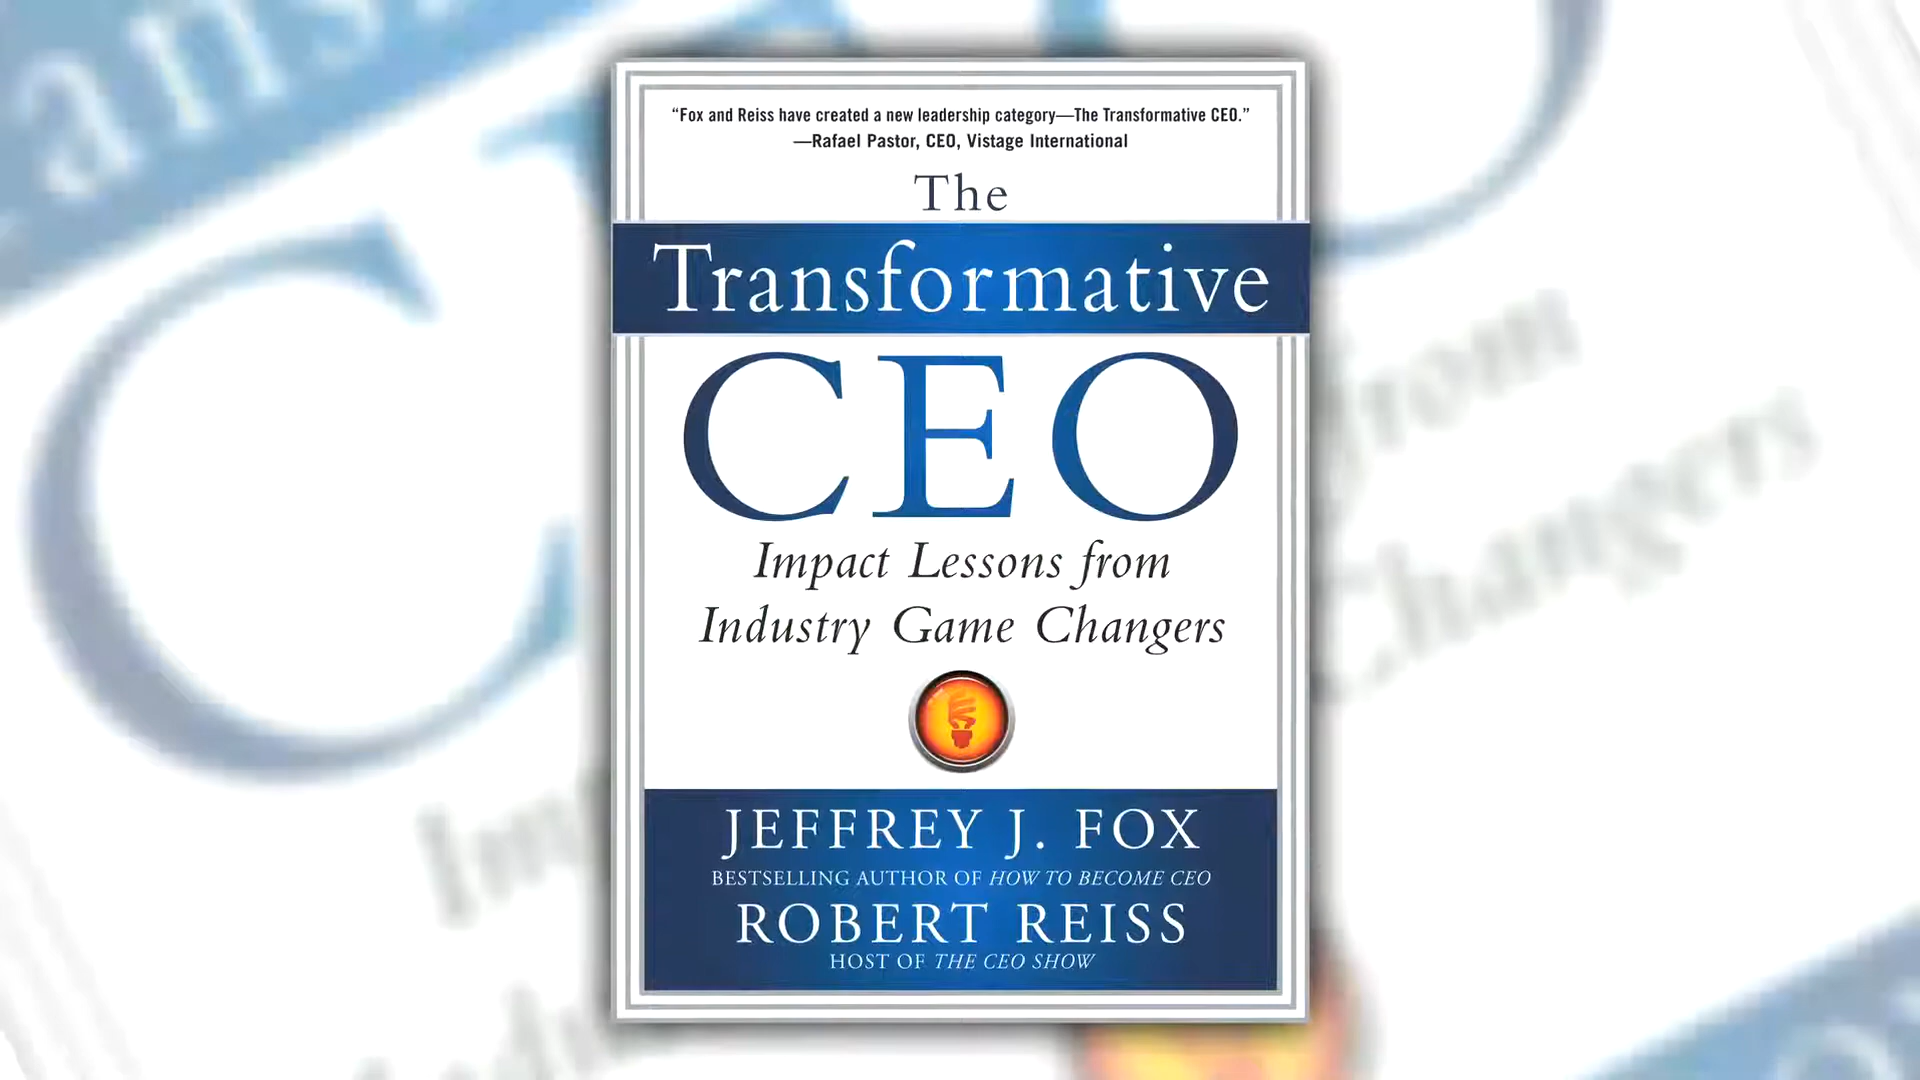 “Fox and Reiss have created a new leadership category—The Transformative CEO.”
—Rafael Pastor, CEO, Vistage International
The
Transformative
CEO
Impact Lessons from
Industry Game Changers
JEFFREY J. FOX
BESTSELLING AUTHOR OF HOW TO BECOME CEO
ROBERT REISS
HOST OF THE CEO SHOW
from
Changers